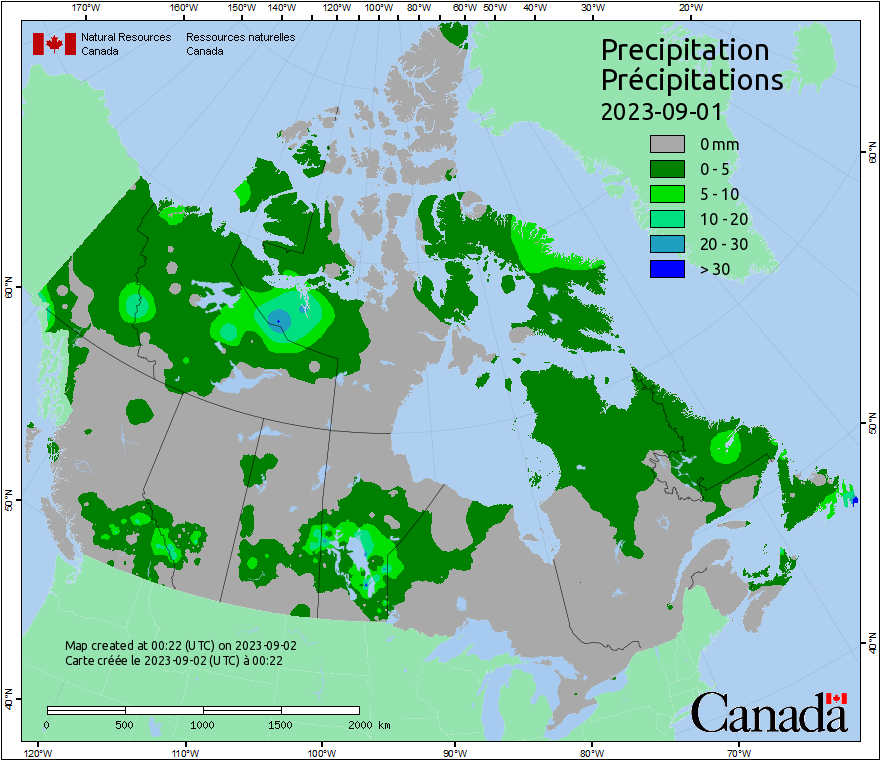 170°W 160°W 150°W 140°W 120°W 100°W 80°W 60°W 50°W 40°W 30°W 20°W
Natural Resources Ressources naturelles
Canada Canada
Precipitation
Précipitations
2023-09-01
0 mm
0 - 5
5 - 10
10 - 20
20 - 30
> 30
60°N
60°N
50°N
50°N
40°N
40°N
Map created at 00:22 (UTC) on 2023-09-02
Carte créée le 2023-09-02 (UTC) à 00:22
0 500 1000 1500 2000 km
Canada
120°W 110°W 100°W 90°W 80°W 70°W